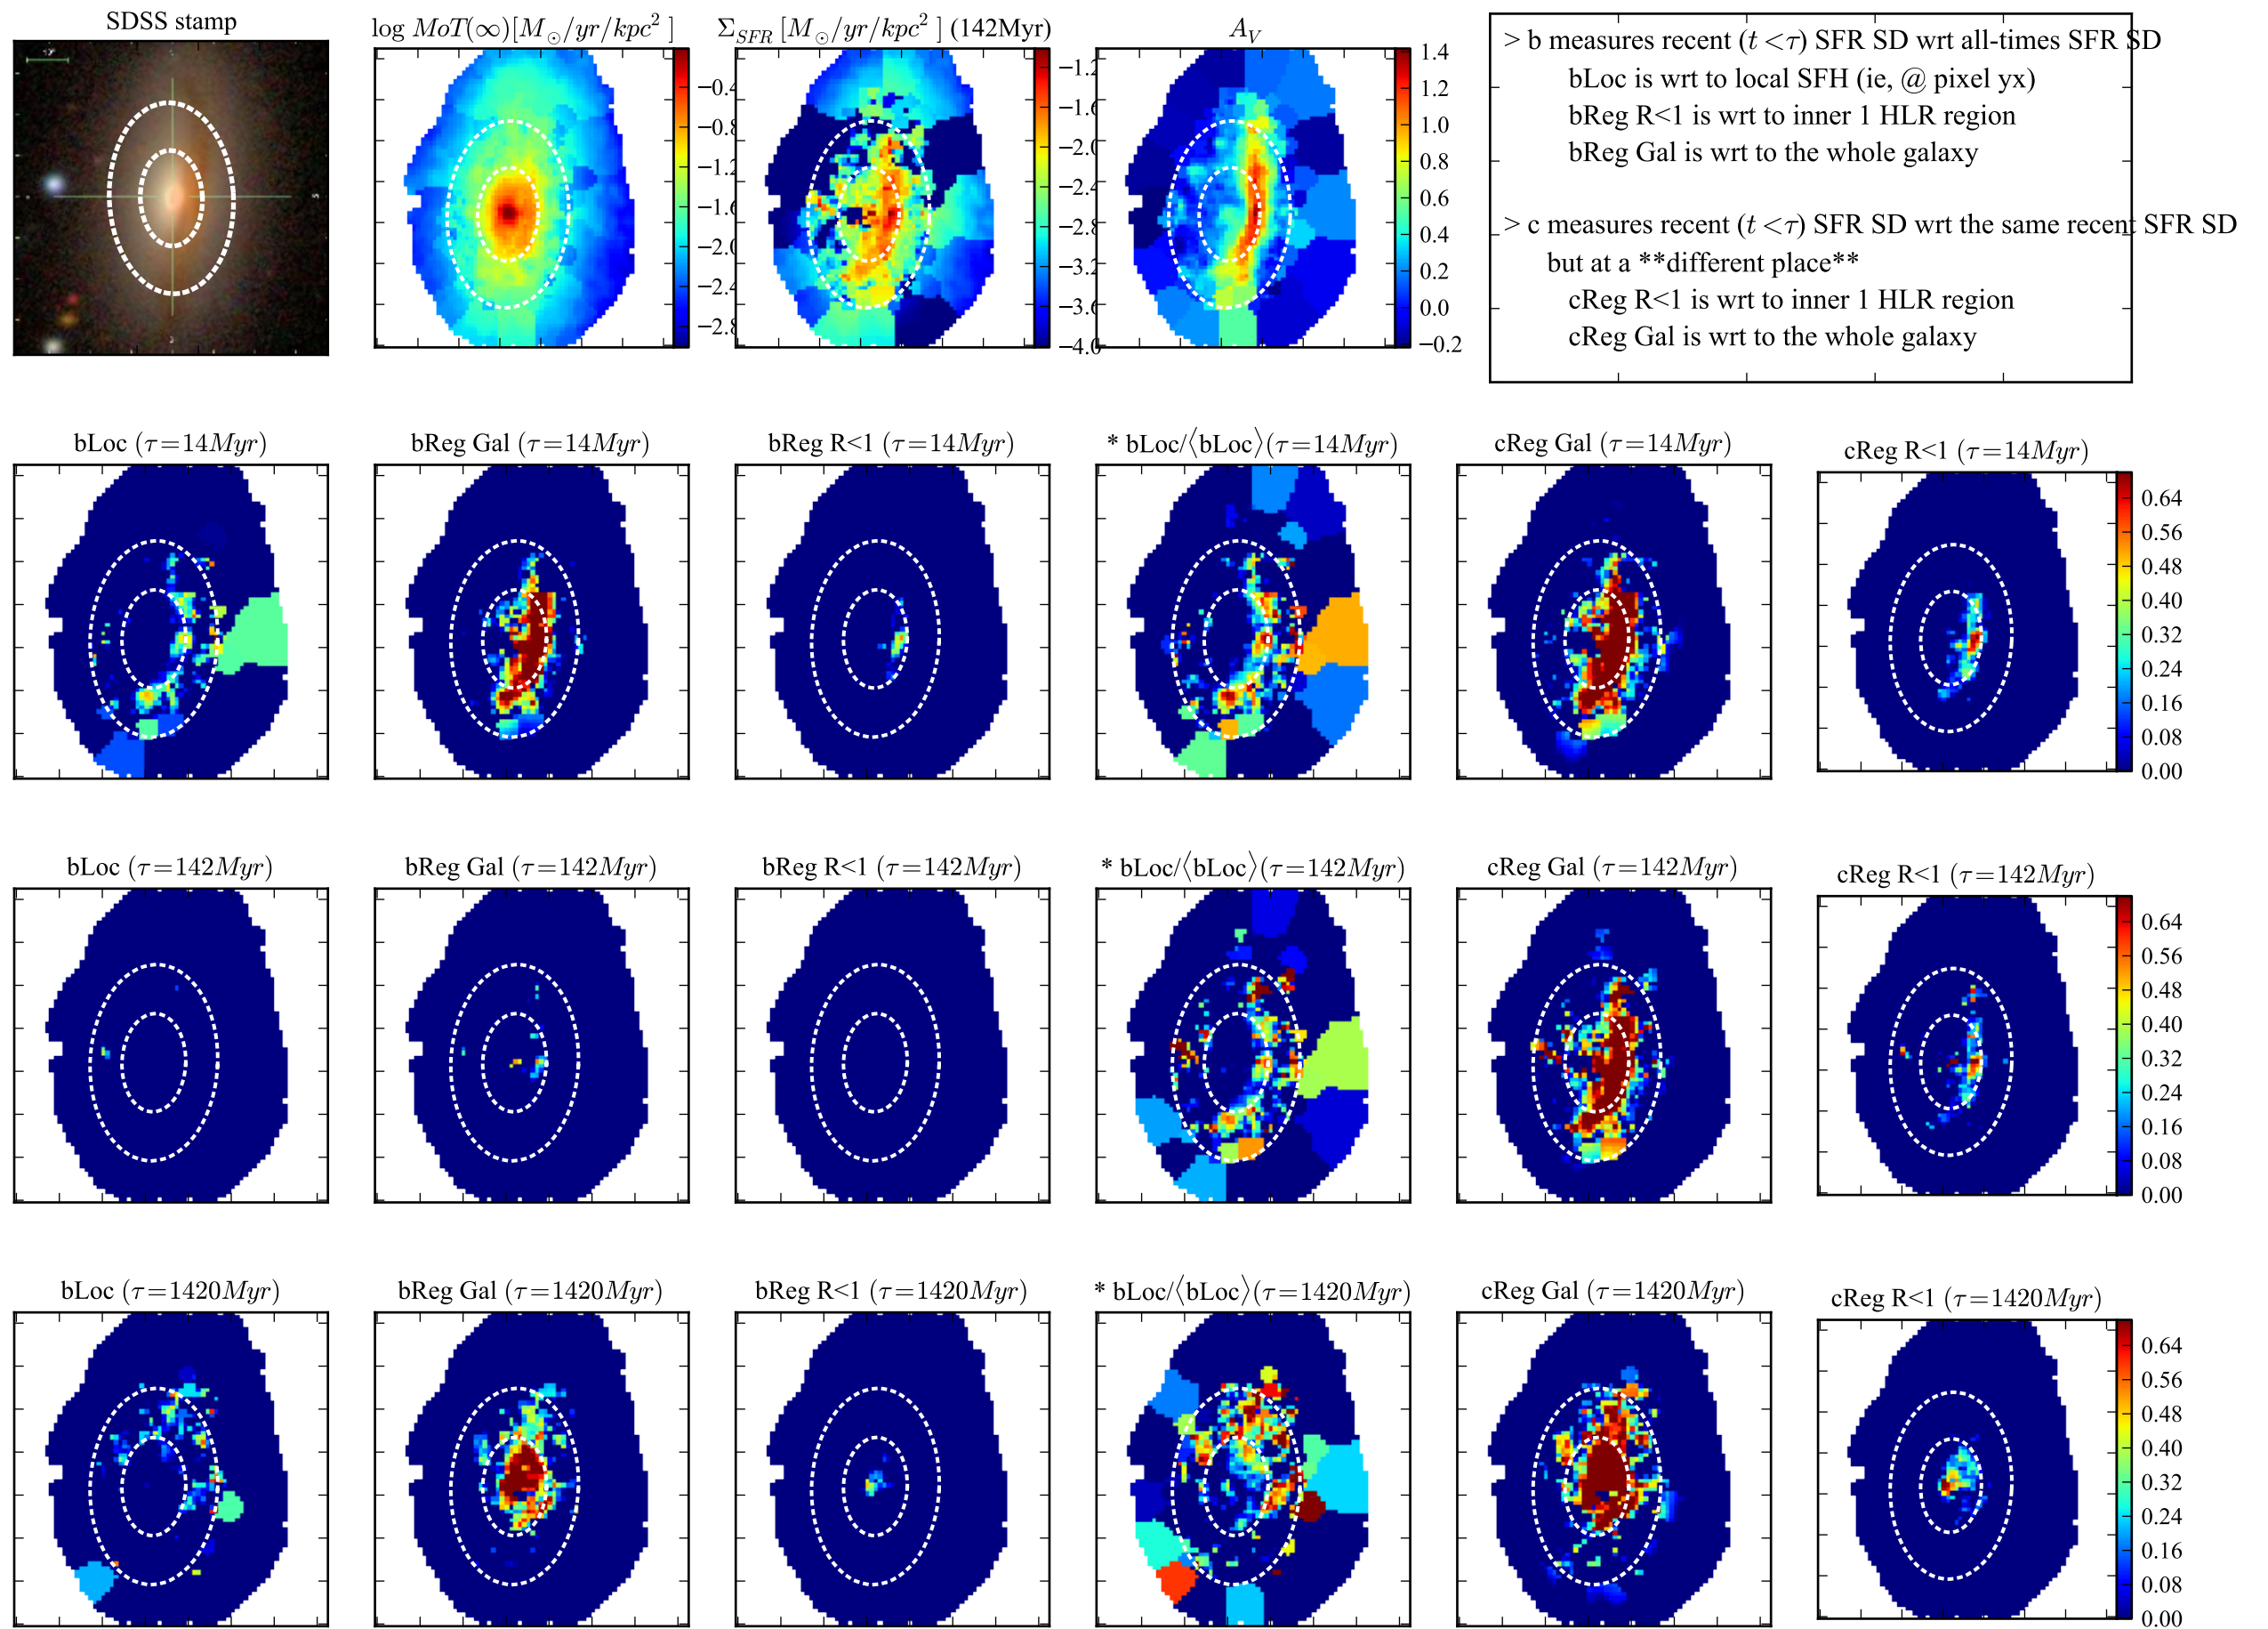 SDSS stamp
log MoT(∞)[M⊙/yr/kpc² ]
Σ_SFR [M⊙/yr/kpc² ] (142Myr)
A_V
−0.4
−0.8
−1.2
−1.6
−2.0
−2.4
−2.8
−1.2
−1.6
−2.0
−2.4
−2.8
−3.2
−3.6
−4.0
1.4
1.2
1.0
0.8
0.6
0.4
0.2
0.0
−0.2
> b measures recent (t <τ) SFR SD wrt all-times SFR SD
bLoc is wrt to local SFH (ie, @ pixel yx)
bReg R<1 is wrt to inner 1 HLR region
bReg Gal is wrt to the whole galaxy
> c measures recent (t <τ) SFR SD wrt the same recent SFR SD
but at a **different place**
cReg R<1 is wrt to inner 1 HLR region
cReg Gal is wrt to the whole galaxy
bLoc (τ=14Myr)
bReg Gal (τ=14Myr)
bReg R<1 (τ=14Myr)
* bLoc/⟨bLoc⟩(τ=14Myr)
cReg Gal (τ=14Myr)
cReg R<1 (τ=14Myr)
0.64
0.56
0.48
0.40
0.32
0.24
0.16
0.08
0.00
bLoc (τ=142Myr)
bReg Gal (τ=142Myr)
bReg R<1 (τ=142Myr)
* bLoc/⟨bLoc⟩(τ=142Myr)
cReg Gal (τ=142Myr)
cReg R<1 (τ=142Myr)
0.64
0.56
0.48
0.40
0.32
0.24
0.16
0.08
0.00
bLoc (τ=1420Myr)
bReg Gal (τ=1420Myr)
bReg R<1 (τ=1420Myr)
* bLoc/⟨bLoc⟩(τ=1420Myr)
cReg Gal (τ=1420Myr)
cReg R<1 (τ=1420Myr)
0.64
0.56
0.48
0.40
0.32
0.24
0.16
0.08
0.00